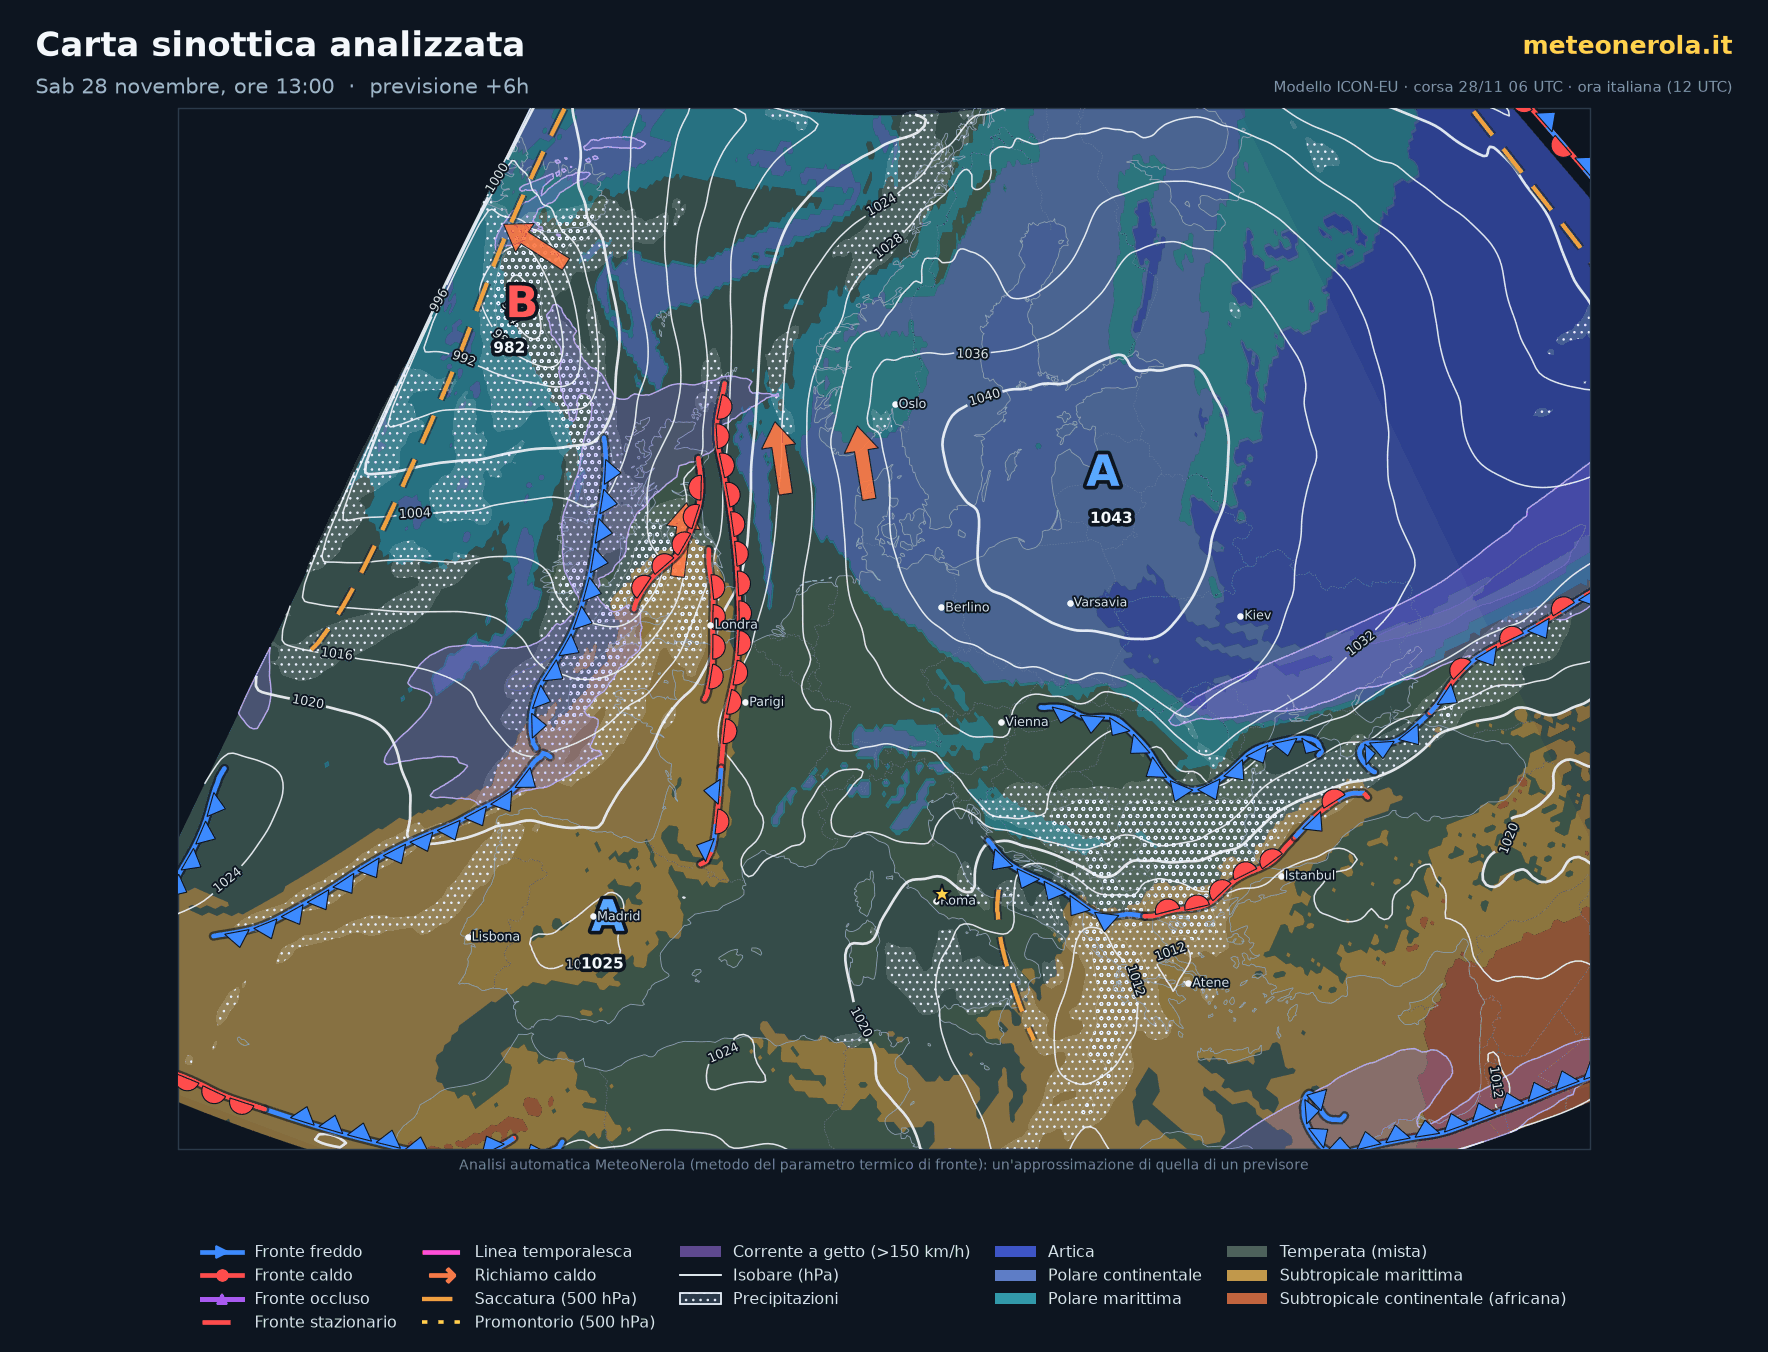 Carta sinottica analizzata
meteonerola.it
Sab 28 novembre, ore 13:00 · previsione +6h
Modello ICON-EU · corsa 28/11 06 UTC · ora italiana (12 UTC)
1000
1024
1028
996
B
982
992
1036
1040
Oslo
A
1043
1004
Berlino
Varsavia
Kiev
Londra
1032
1016
1020
Parigi
Vienna
1020
1024
Istanbul
Roma
A
Madrid
Lisbona
1025
1012
1012
Atene
1020
1024
1012
Analisi automatica MeteoNerola (metodo del parametro termico di fronte): un'approssimazione di quella di un previsore
Fronte freddo
Fronte caldo
Fronte occluso
Fronte stazionario
Linea temporalesca
Richiamo caldo
Saccatura (500 hPa)
Promontorio (500 hPa)
Corrente a getto (>150 km/h)
Isobare (hPa)
Precipitazioni
Artica
Polare continentale
Polare marittima
Temperata (mista)
Subtropicale marittima
Subtropicale continentale (africana)